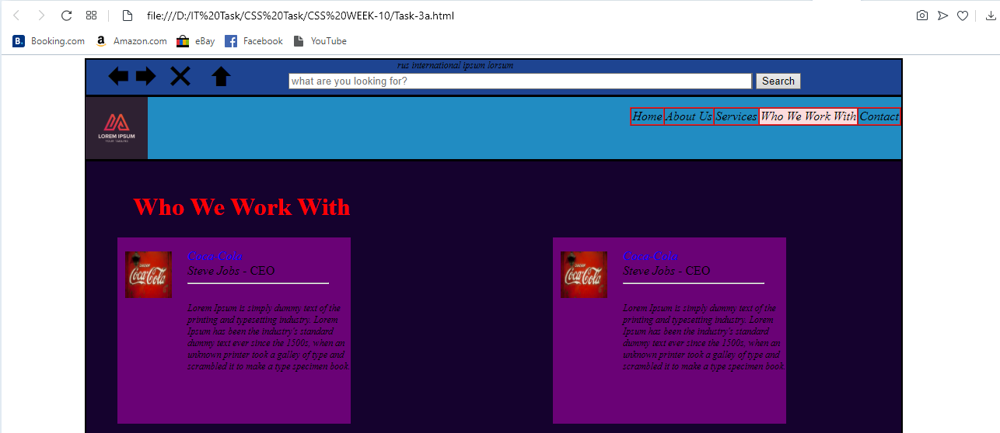 file:///D:/IT%20Task/CSS%20Task/CSS%20WEEK-10/Task-3a.html
B. Booking.com a Amazon.com eBay Facebook YouTube
rus international ipsum lorsum
what are you looking for? Search
LOREM IPSUM
YOUR TAGLINE
Home About Us Services Who We Work With Contact
Who We Work With
Coca-Cola
Steve Jobs - CEO
Lorem Ipsum is simply dummy text of the
printing and typesetting industry. Lorem
Ipsum has been the industry's standard
dummy text ever since the 1500s, when an
unknown printer took a galley of type and
scrambled it to make a type specimen book.
Coca-Cola
Coca-Cola
Steve Jobs - CEO
Lorem Ipsum is simply dummy text of the
printing and typesetting industry. Lorem
Ipsum has been the industry's standard
dummy text ever since the 1500s, when an
unknown printer took a galley of type and
scrambled it to make a type specimen book.
Coca-Cola